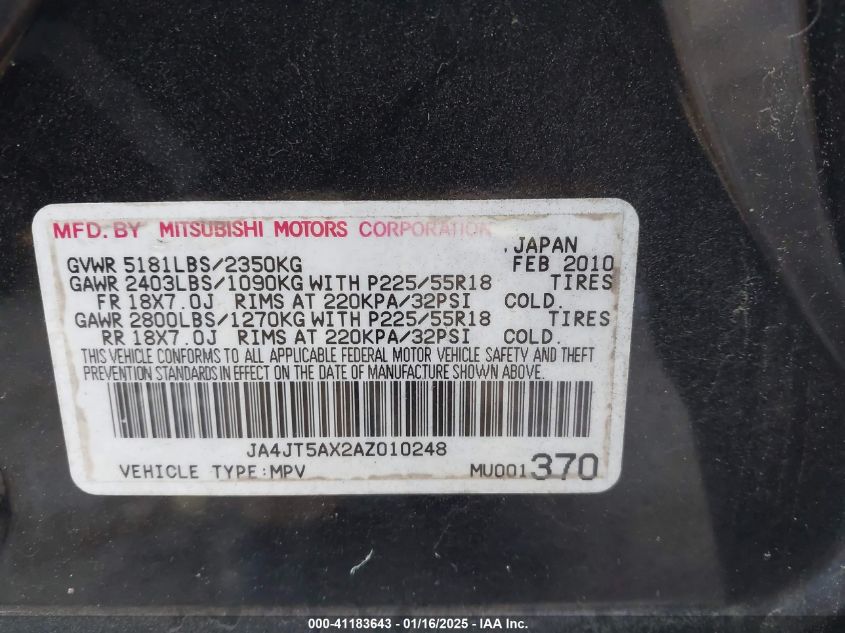 MFD. BY MITSUBISHI MOTORS CORPORATION
, JAPAN
GVWR 5181LBS/2350KG FEB 2010
GAWR 2403LBS/1090KG WITH P225/55R18 TIRES
FR 18X7.0J RIMS AT 220KPA/32PSI COLD.
GAWR 2800LBS/1270KG WITH P225/55R18 TIRES
RR 18X7.0J RIMS AT 220KPA/32PSI COLD.
THIS VEHICLE CONFORMS TO ALL APPLICABLE FEDERAL MOTOR VEHICLE SAFETY AND THEFT
PREVENTION STANDARDS IN EFFECT ON THE DATE OF MANUFACTURE SHOWN ABOVE.
JA4JT5AX2AZ010248
VEHICLE TYPE:MPV MU001370
000-41183643 - 01/16/2025 - IAA Inc.